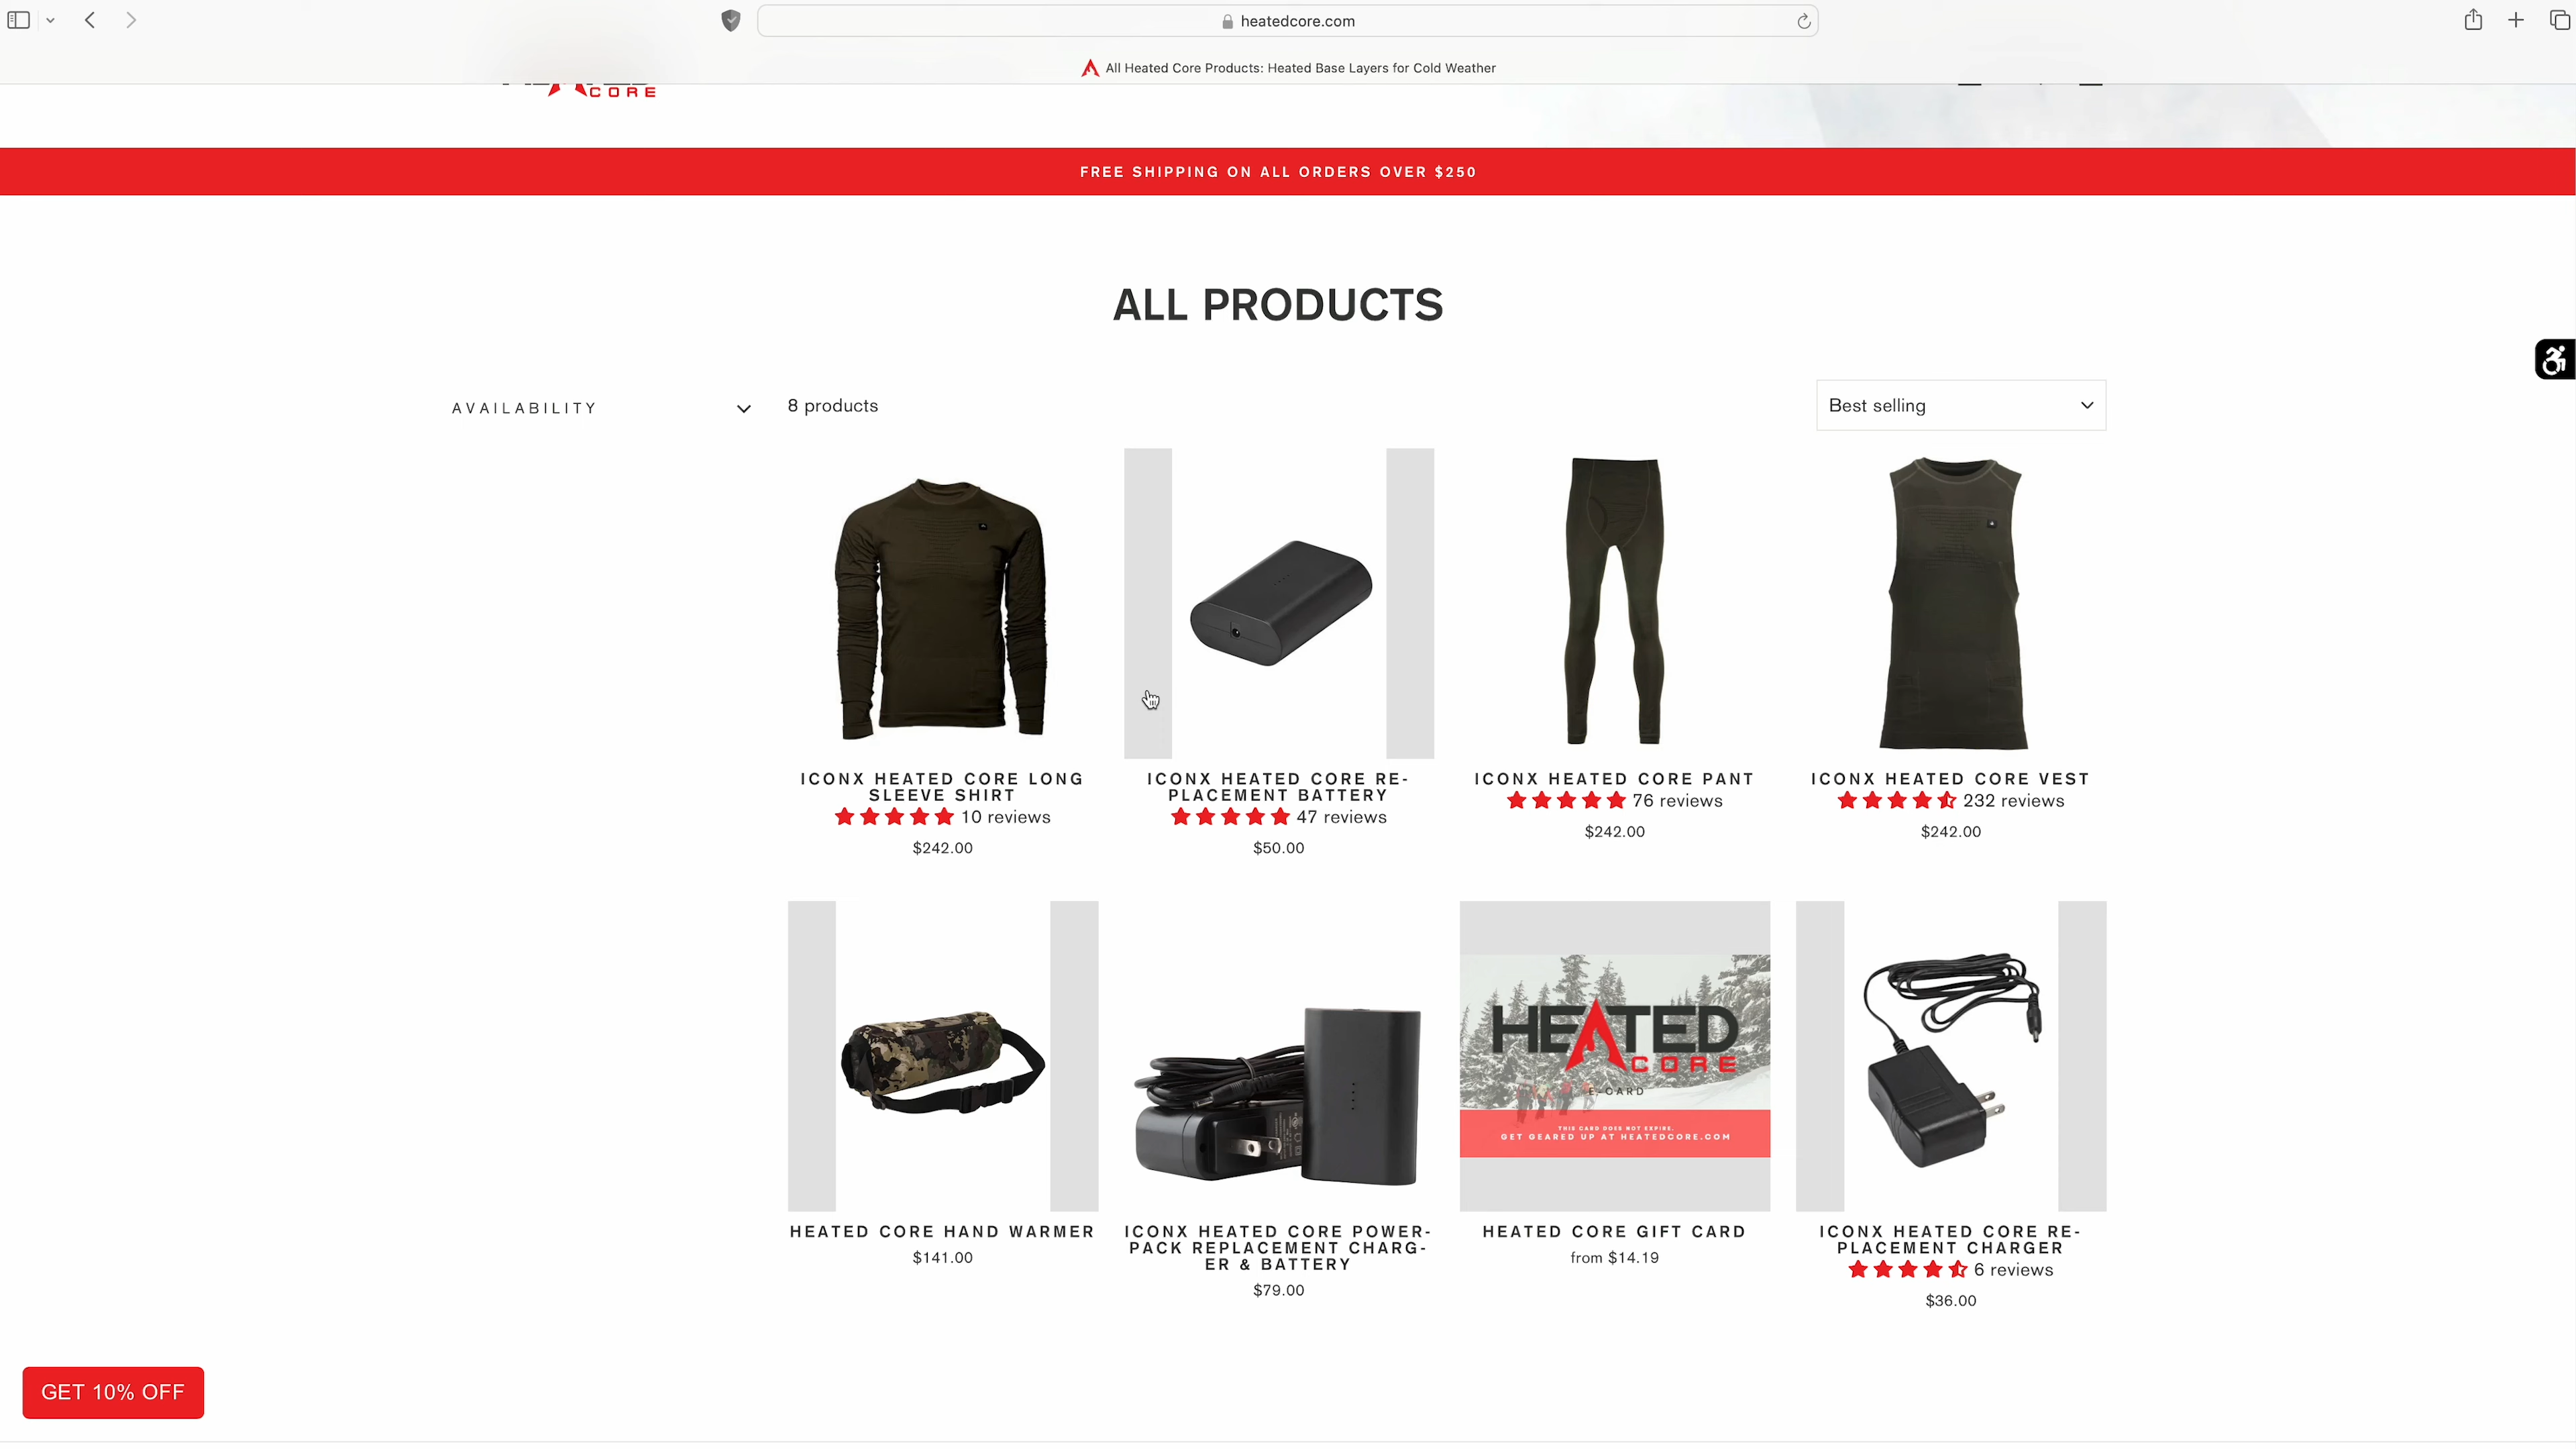 heatedcore.com
All Heated Core Products: Heated Base Layers for Cold Weather
CORE
FREE SHIPPING ON ALL ORDERS OVER $250
ALL PRODUCTS
AVAILABILITY
8 products
Best selling
ICONX HEATED CORE LONG
SLEEVE SHIRT
10 reviews
$242.00
ICONX HEATED CORE RE-
PLACEMENT BATTERY
47 reviews
$50.00
ICONX HEATED CORE PANT
76 reviews
$242.00
ICONX HEATED CORE VEST
232 reviews
$242.00
HEATED CORE HAND WARMER
$141.00
ICONX HEATED CORE POWER-
PACK REPLACEMENT CHARG-
ER & BATTERY
$79.00
HEATED
CORE
E-CARD
THIS CARD DOES NOT EXPIRE.
GET GEARED UP AT HEATEDCORE.COM
HEATED CORE GIFT CARD
from $14.19
ICONX HEATED CORE RE-
PLACEMENT CHARGER
6 reviews
$36.00
GET 10% OFF